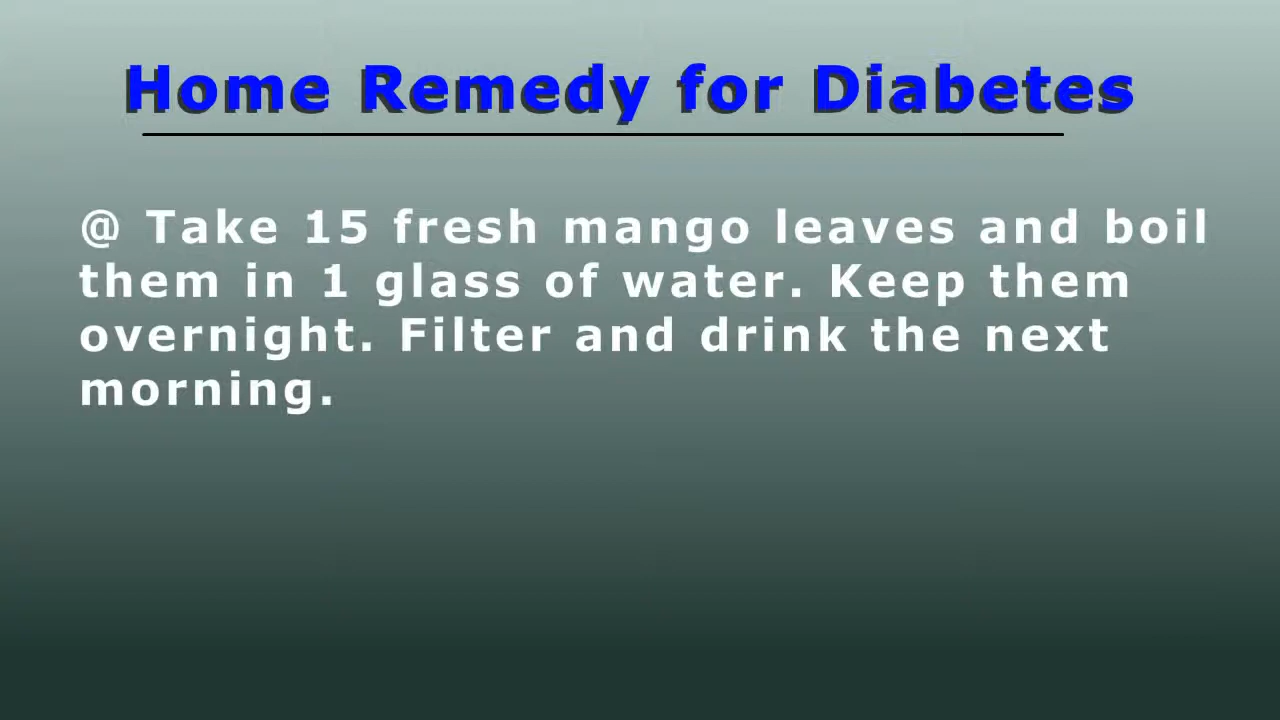 Home Remedy for Diabetes
@ Take 15 fresh mango leaves and boil
them in 1 glass of water. Keep them
overnight. Filter and drink the next
morning.